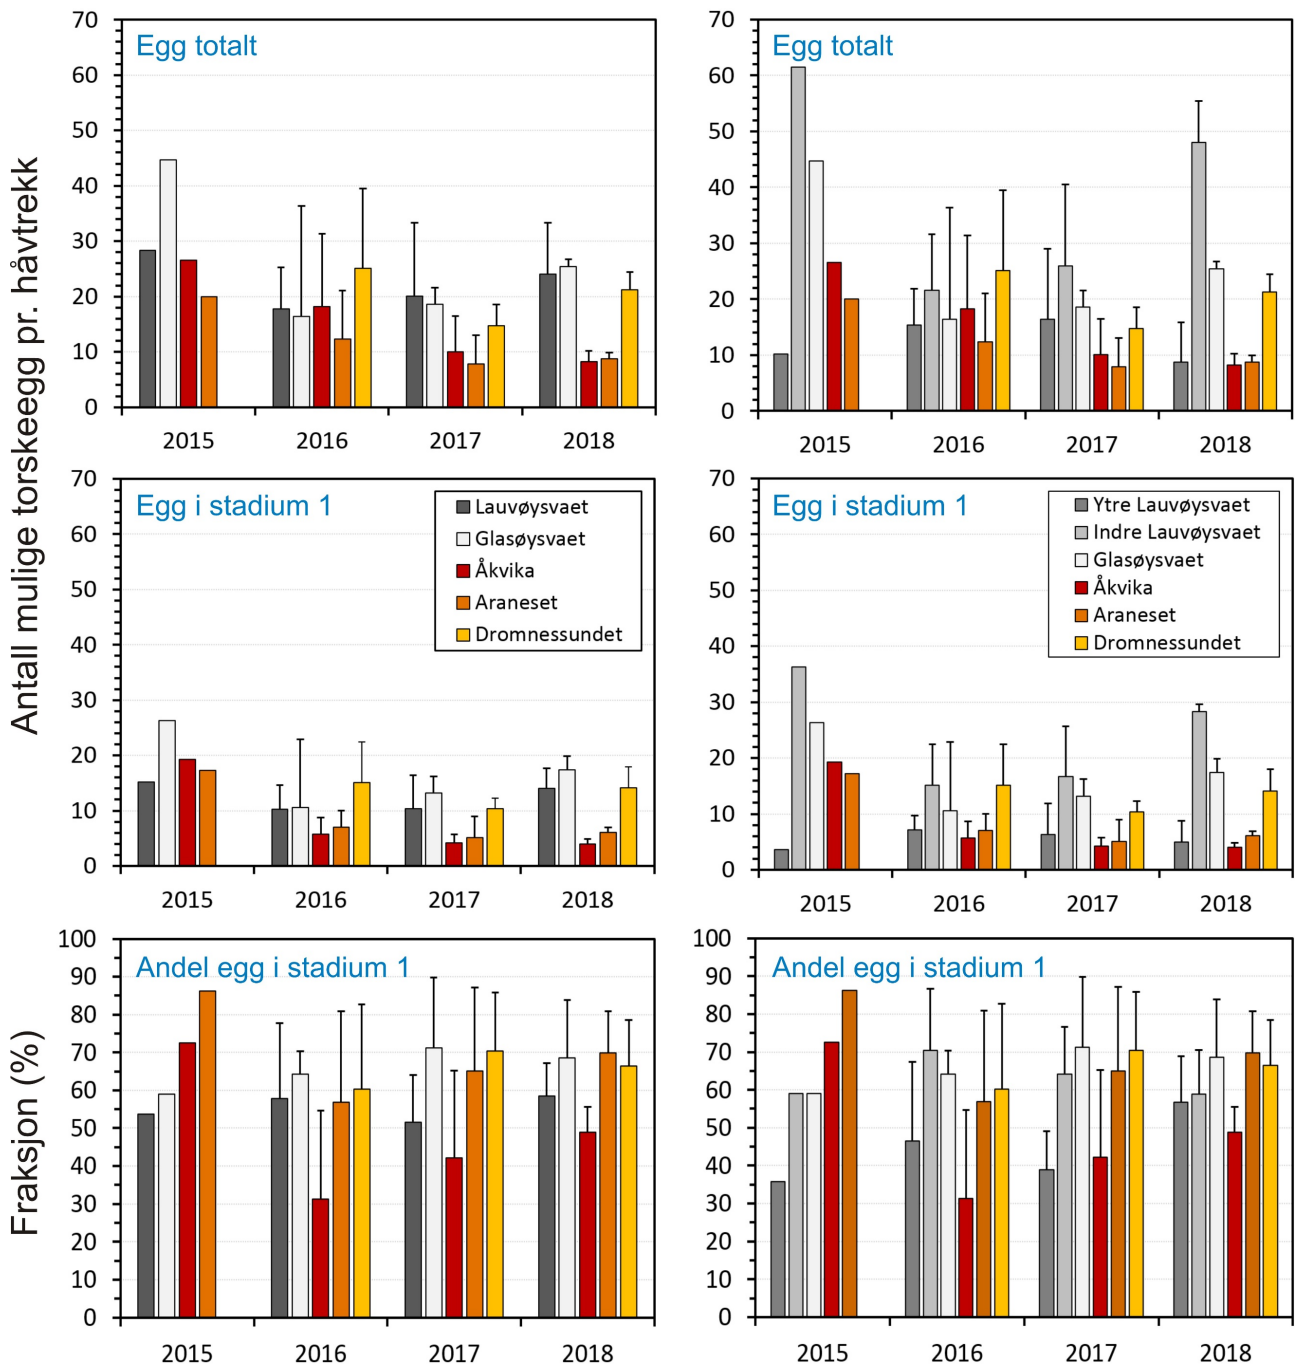 Antall mulige torskeegg pr. håvtrekk
Fraksjon (%)
Egg totalt
70
60
50
40
30
20
10
0
2015 2016 2017 2018
Egg totalt
70
60
50
40
30
20
10
0
2015 2016 2017 2018
Egg i stadium 1
70
60
50
40
30
20
10
0
Lauvøysvaet
Glasøysvaet
Åkvika
Araneset
Dromnessundet
2015 2016 2017 2018
Egg i stadium 1
70
60
50
40
30
20
10
0
Ytre Lauvøysvaet
Indre Lauvøysvaet
Glasøysvaet
Åkvika
Araneset
Dromnessundet
2015 2016 2017 2018
Andel egg i stadium 1
100
90
80
70
60
50
40
30
20
10
0
2015 2016 2017 2018
Andel egg i stadium 1
100
90
80
70
60
50
40
30
20
10
0
2015 2016 2017 2018